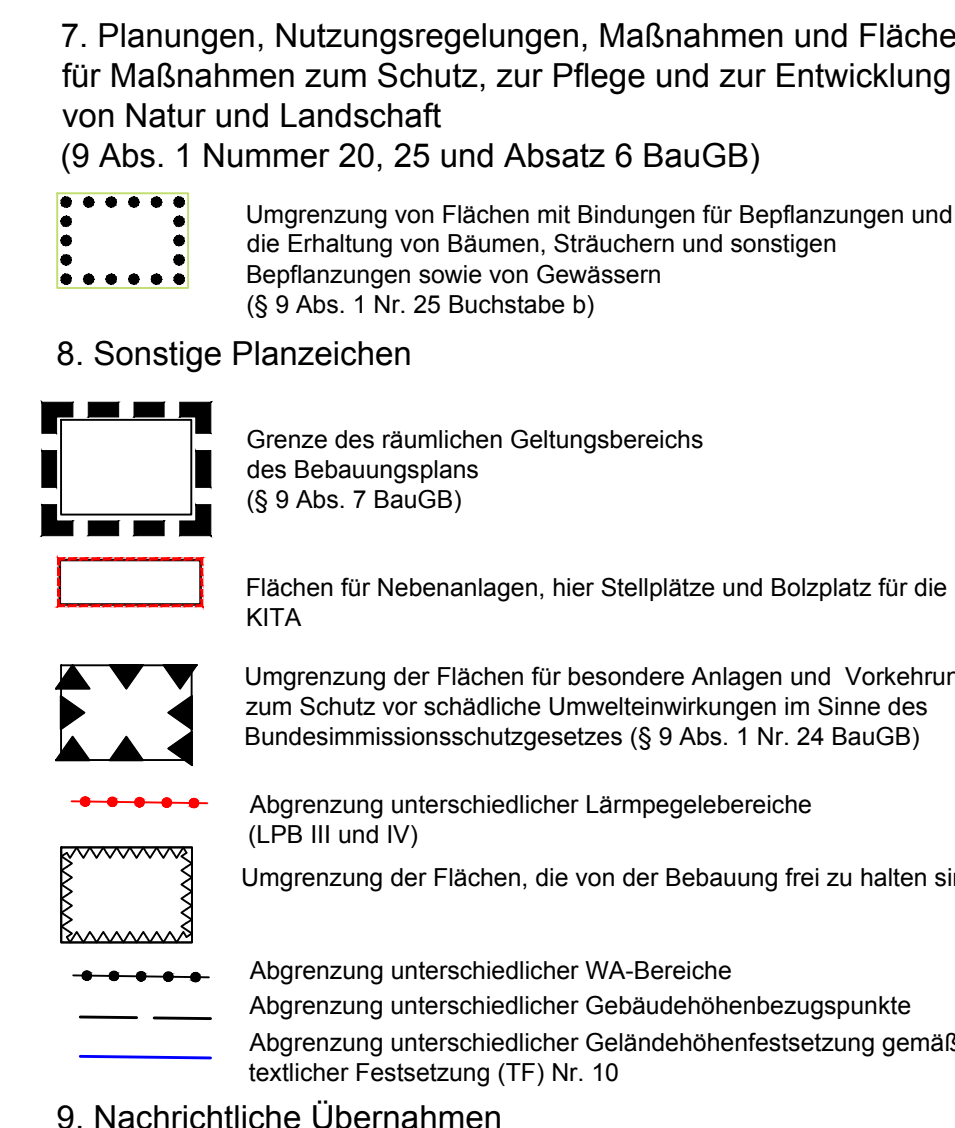 7. Planungen, Nutzungsregelungen, Maßnahmen und Fläche
für Maßnahmen zum Schutz, zur Pflege und zur Entwicklung
von Natur und Landschaft
(9 Abs. 1 Nummer 20, 25 und Absatz 6 BauGB)
Umgrenzung von Flächen mit Bindungen für Bepflanzungen und
die Erhaltung von Bäumen, Sträuchern und sonstigen
Bepflanzungen sowie von Gewässern
(§ 9 Abs. 1 Nr. 25 Buchstabe b)
8. Sonstige Planzeichen
Grenze des räumlichen Geltungsbereichs
des Bebauungsplans
(§ 9 Abs. 7 BauGB)
Flächen für Nebenanlagen, hier Stellplätze und Bolzplatz für die
KITA
Umgrenzung der Flächen für besondere Anlagen und Vorkehrun
zum Schutz vor schädliche Umwelteinwirkungen im Sinne des
Bundesimmissionsschutzgesetzes (§ 9 Abs. 1 Nr. 24 BauGB)
Abgrenzung unterschiedlicher Lärmpegelebereiche
(LPB III und IV)
Umgrenzung der Flächen, die von der Bebauung frei zu halten sin
Abgrenzung unterschiedlicher WA-Bereiche
Abgrenzung unterschiedlicher Gebäudehöhenbezugspunkte
Abgrenzung unterschiedlicher Geländehöhenfestsetzung gemäß
textlicher Festsetzung (TF) Nr. 10
9. Nachrichtliche Übernahmen